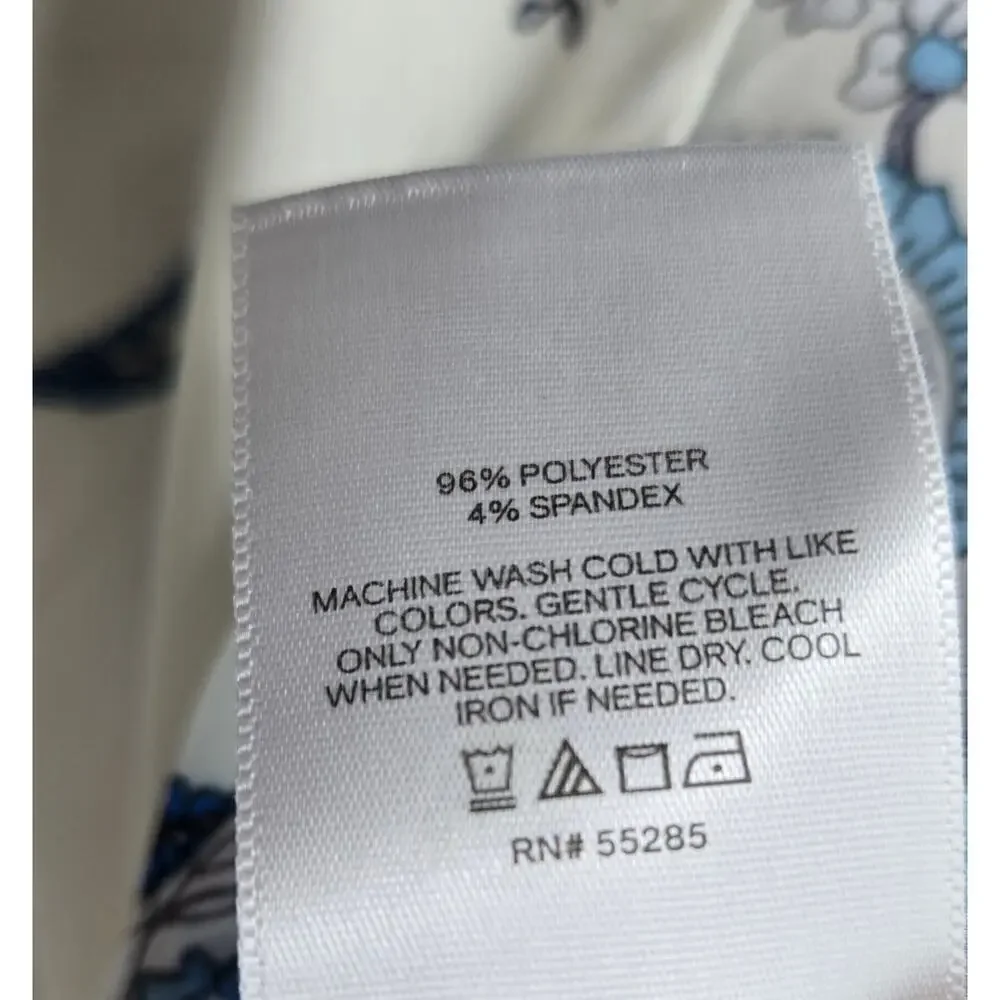 96% POLYESTER
4% SPANDEX
MACHINE WASH COLD WITH LIKE
COLORS. GENTLE CYCLE.
ONLY NON-CHLORINE BLEACH
WHEN NEEDED. LINE DRY. COOL
IRON IF NEEDED.
RN# 55285